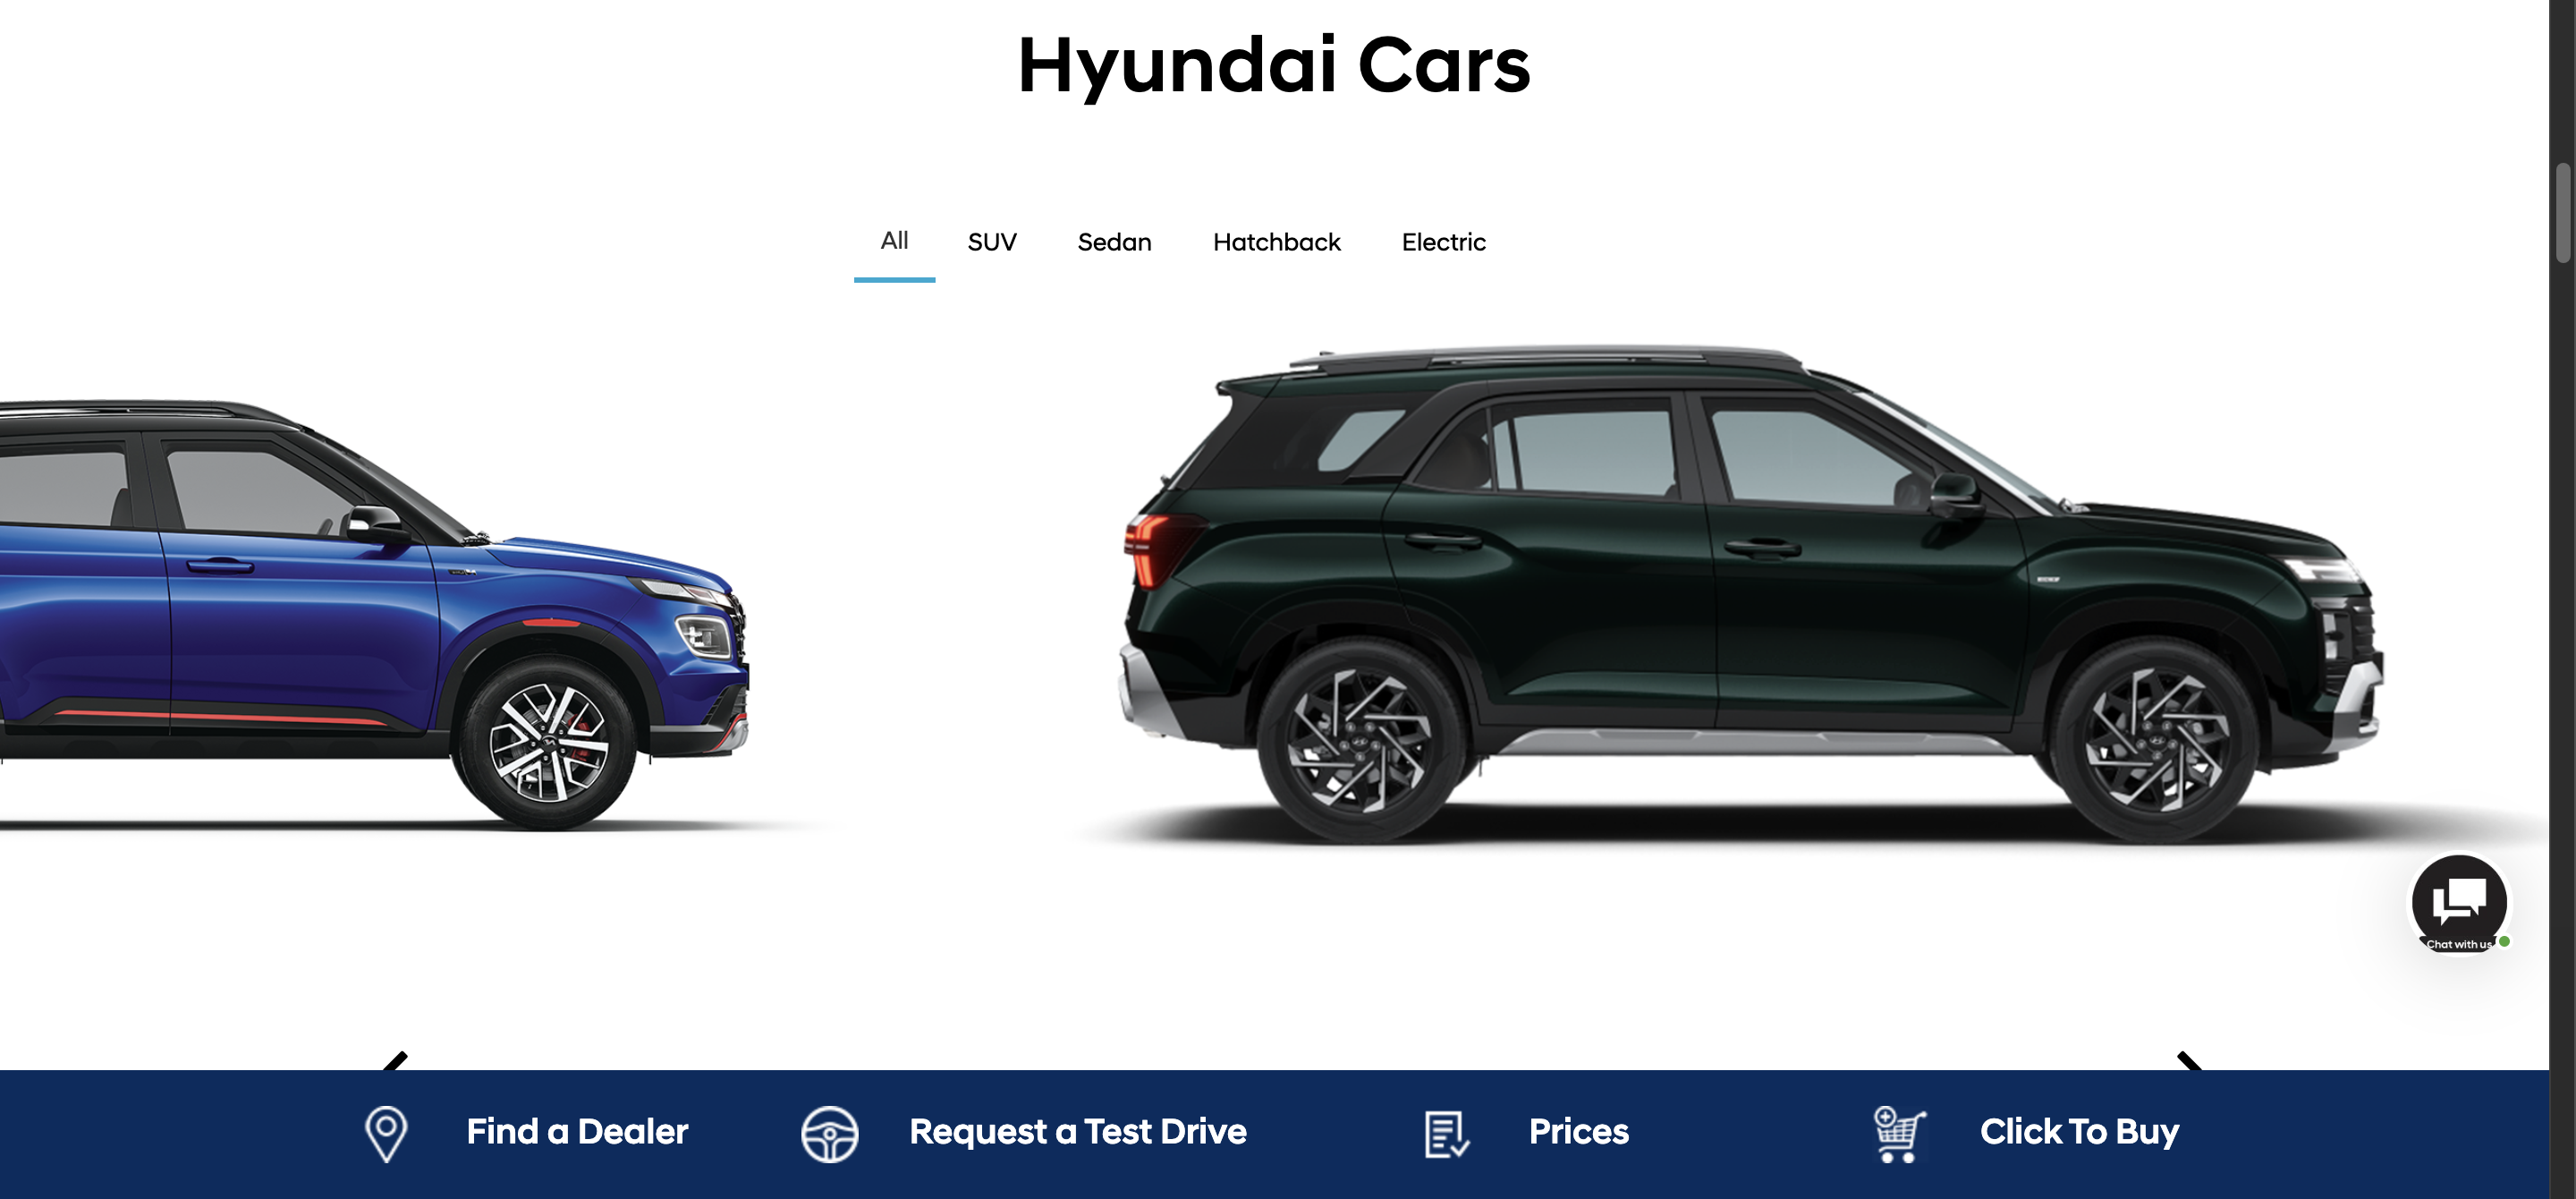 Hyundai Cars
All SUV Sedan Hatchback Electric
Chat with us
Find a Dealer Request a Test Drive Prices Click To Buy